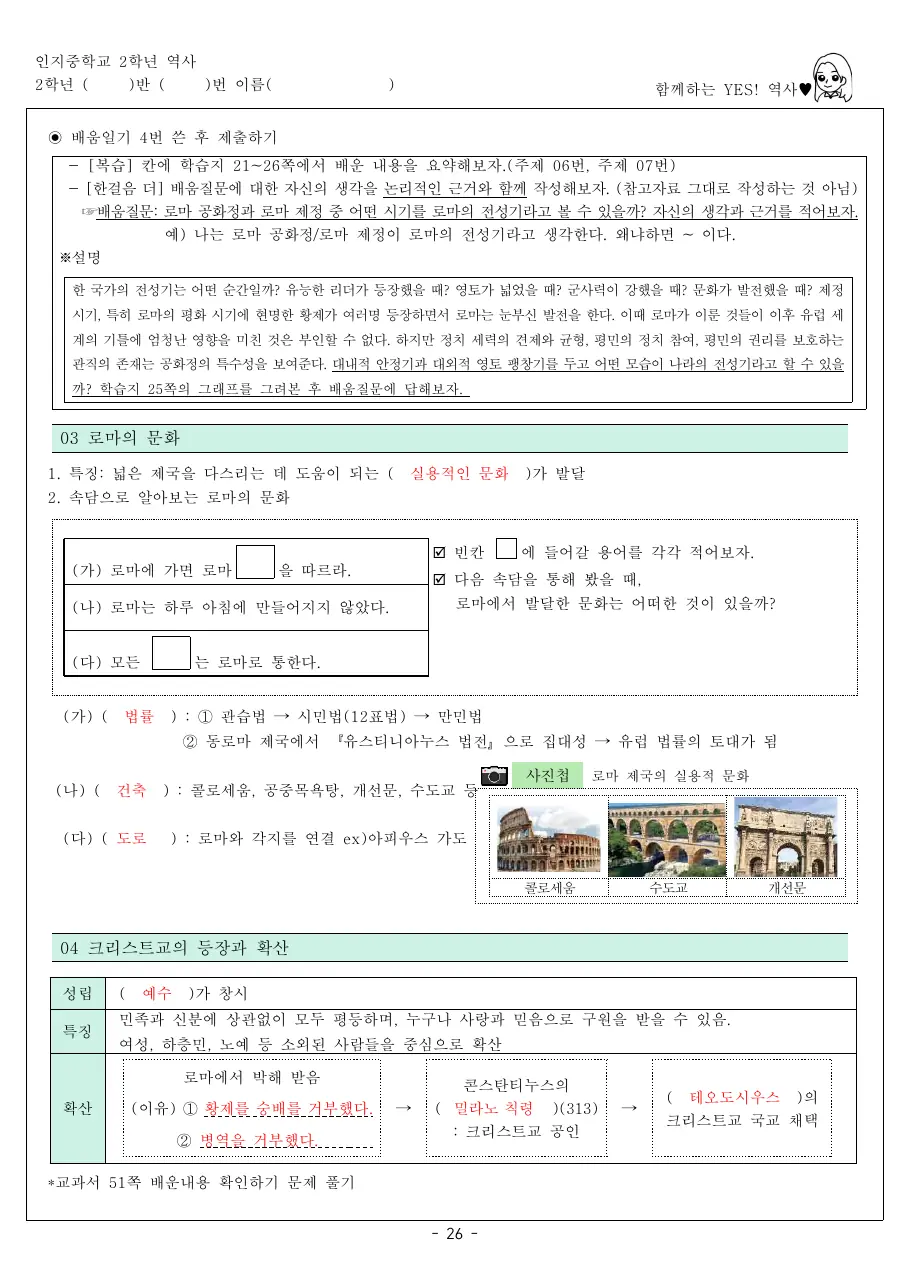 인지중학교 2학년 역사
2학년 (     )반 (     )번 이름(               )
함께하는 YES! 역사♥
◉ 배움일기 4번 쓴 후 제출하기
- [복습] 칸에 학습지 21~26쪽에서 배운 내용을 요약해보자.(주제 06번, 주제 07번)
- [한걸음 더] 배움질문에 대한 자신의 생각을 논리적인 근거와 함께 작성해보자. (참고자료 그대로 작성하는 것 아님)
☞배움질문: 로마 공화정과 로마 제정 중 어떤 시기를 로마의 전성기라고 볼 수 있을까? 자신의 생각과 근거를 적어보자.
예) 나는 로마 공화정/로마 제정이 로마의 전성기라고 생각한다. 왜냐하면 ~ 이다.
※설명
한 국가의 전성기는 어떤 순간일까? 유능한 리더가 등장했을 때? 영토가 넓었을 때? 군사력이 강했을 때? 문화가 발전했을 때? 제정
시기, 특히 로마의 평화 시기에 현명한 황제가 여러명 등장하면서 로마는 눈부신 발전을 한다. 이때 로마가 이룬 것들이 이후 유럽 세
계의 기틀에 엄청난 영향을 미친 것은 부인할 수 없다. 하지만 정치 세력의 견제와 균형, 평민의 정치 참여, 평민의 권리를 보호하는
관직의 존재는 공화정의 특수성을 보여준다. 대내적 안정기과 대외적 영토 팽창기를 두고 어떤 모습이 나라의 전성기라고 할 수 있을
까? 학습지 25쪽의 그래프를 그려본 후 배움질문에 답해보자.
03 로마의 문화
1. 특징: 넓은 제국을 다스리는 데 도움이 되는 ( 실용적인 문화 )가 발달
2. 속담으로 알아보는 로마의 문화
(가) 로마에 가면 로마 □ 을 따르라.
(나) 로마는 하루 아침에 만들어지지 않았다.
(다) 모든 □ 는 로마로 통한다.
☑ 빈칸 □ 에 들어갈 용어를 각각 적어보자.
☑ 다음 속담을 통해 봤을 때,
로마에서 발달한 문화는 어떠한 것이 있을까?
(가) ( 법률 ) : ① 관습법 → 시민법(12표법) → 만민법
② 동로마 제국에서 『유스티니아누스 법전』으로 집대성 → 유럽 법률의 토대가 됨
사진첩 로마 제국의 실용적 문화
(나) ( 건축 ) : 콜로세움, 공중목욕탕, 개선문, 수도교 등
(다) ( 도로 ) : 로마와 각지를 연결 ex)아피우스 가도
콜로세움 수도교 개선문
04 크리스트교의 등장과 확산
성립 ( 예수 )가 창시
특징 민족과 신분에 상관없이 모두 평등하며, 누구나 사랑과 믿음으로 구원을 받을 수 있음.
여성, 하층민, 노예 등 소외된 사람들을 중심으로 확산
확산
로마에서 박해 받음
(이유) ① 황제를 숭배를 거부했다.
② 병역을 거부했다.
→
콘스탄티누스의
( 밀라노 칙령 )(313)
: 크리스트교 공인
→
( 테오도시우스 )의
크리스트교 국교 채택
*교과서 51쪽 배운내용 확인하기 문제 풀기
- 26 -